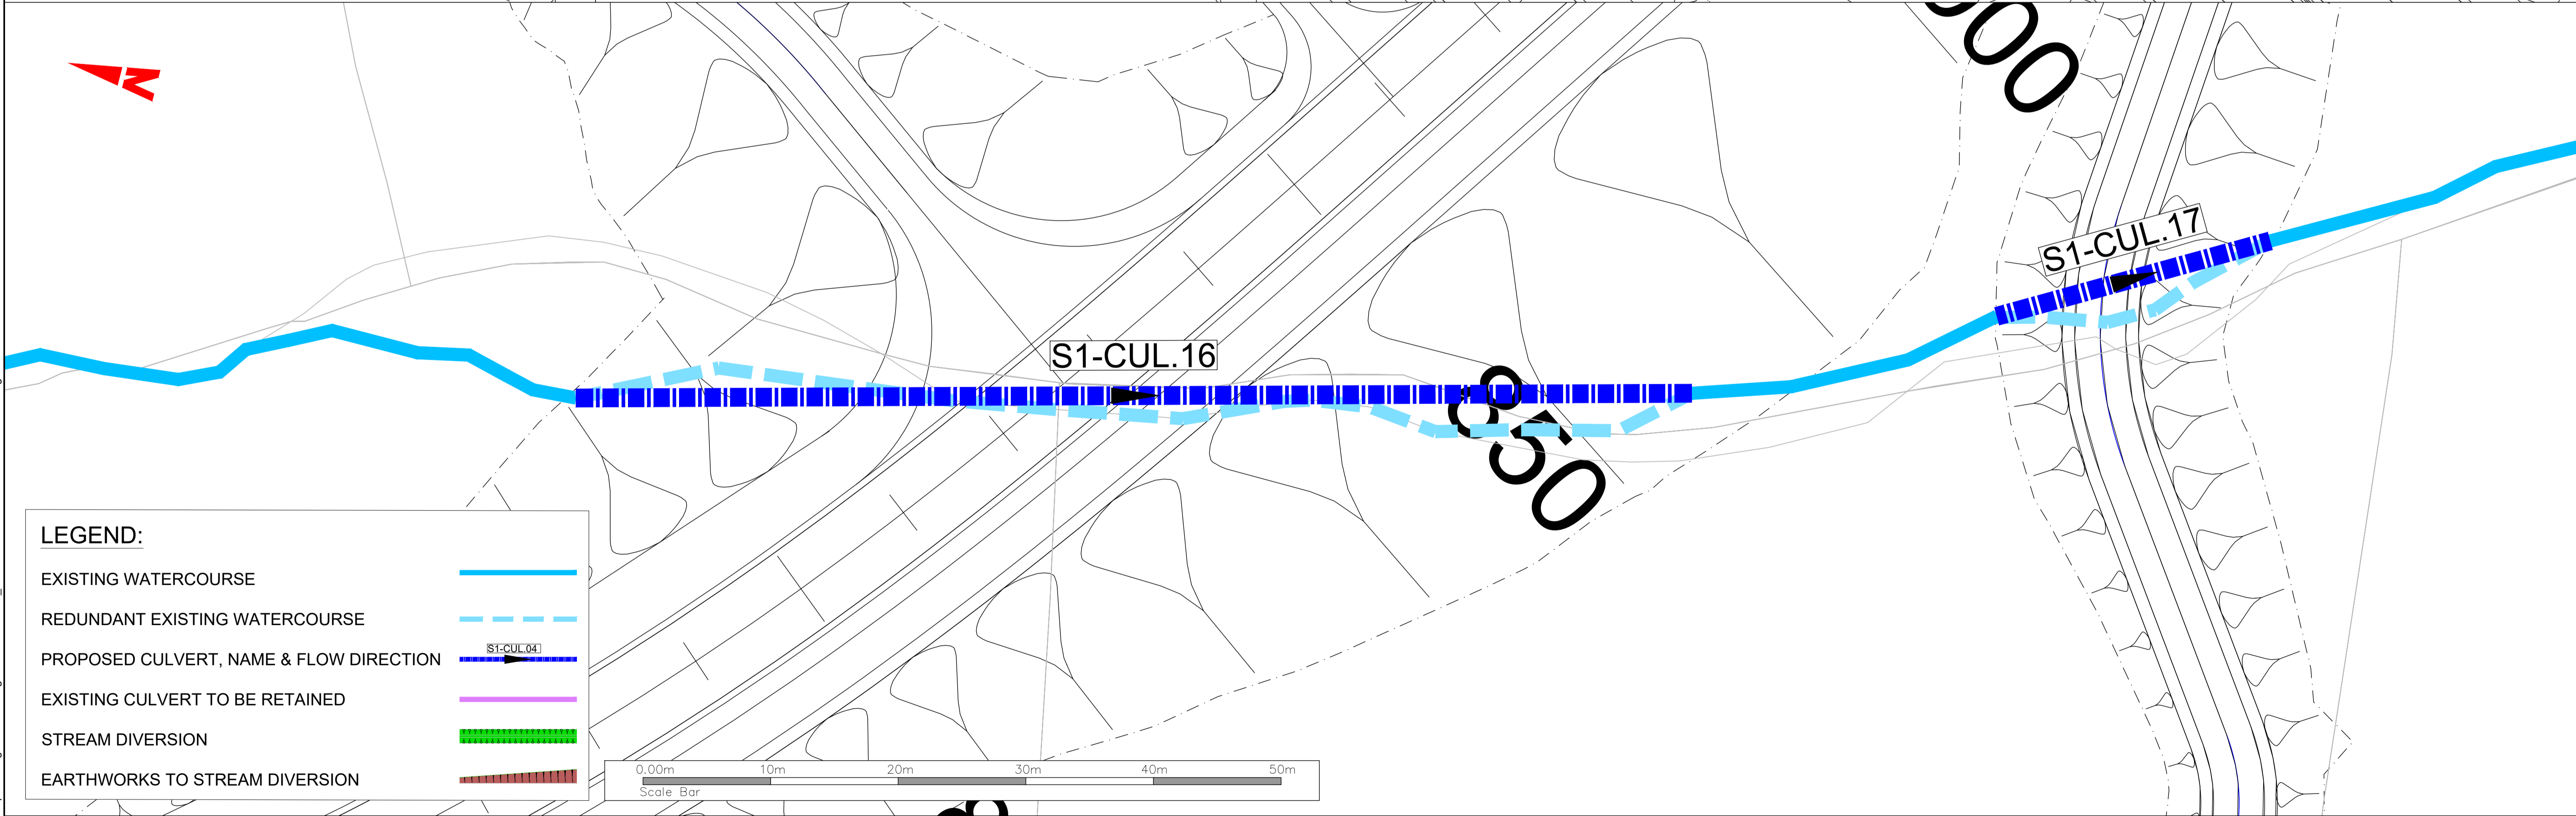 N
900
S1-CUL.17
S1-CUL.16
850
LEGEND:
EXISTING WATERCOURSE
REDUNDANT EXISTING WATERCOURSE
PROPOSED CULVERT, NAME & FLOW DIRECTION
S1-CUL.04
EXISTING CULVERT TO BE RETAINED
STREAM DIVERSION
EARTHWORKS TO STREAM DIVERSION
0.00m 10m 20m 30m 40m 50m
Scale Bar